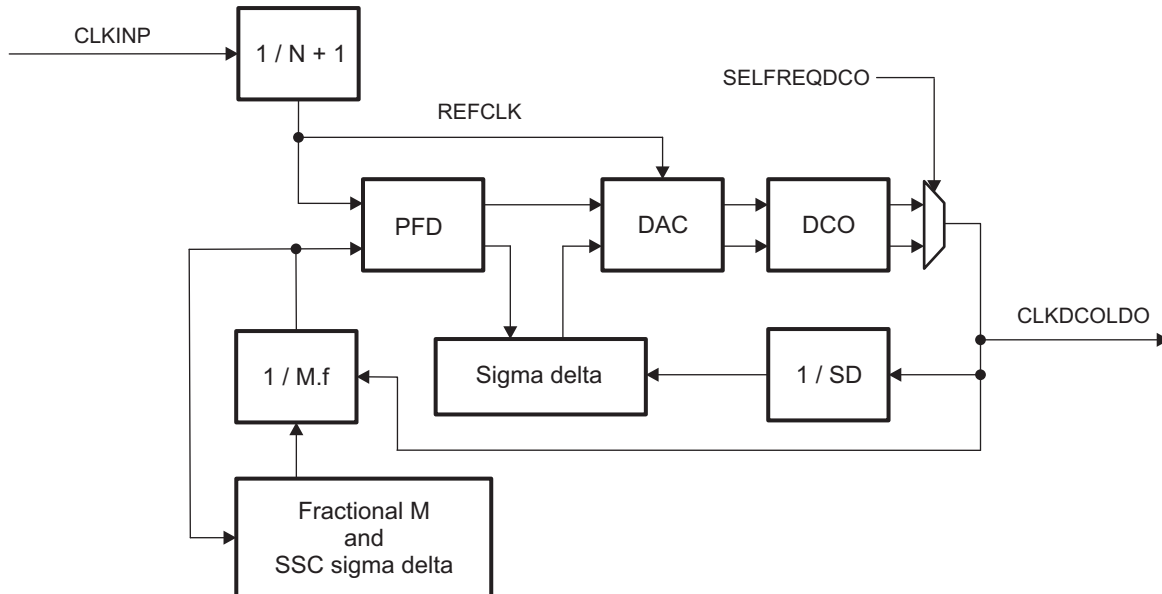 CLKINP
1 / N + 1
SELFREQDCO
REFCLK
PFD
DAC
DCO
CLKDCOLDO
1 / M.f
Sigma delta
1 / SD
Fractional M
and
SSC sigma delta